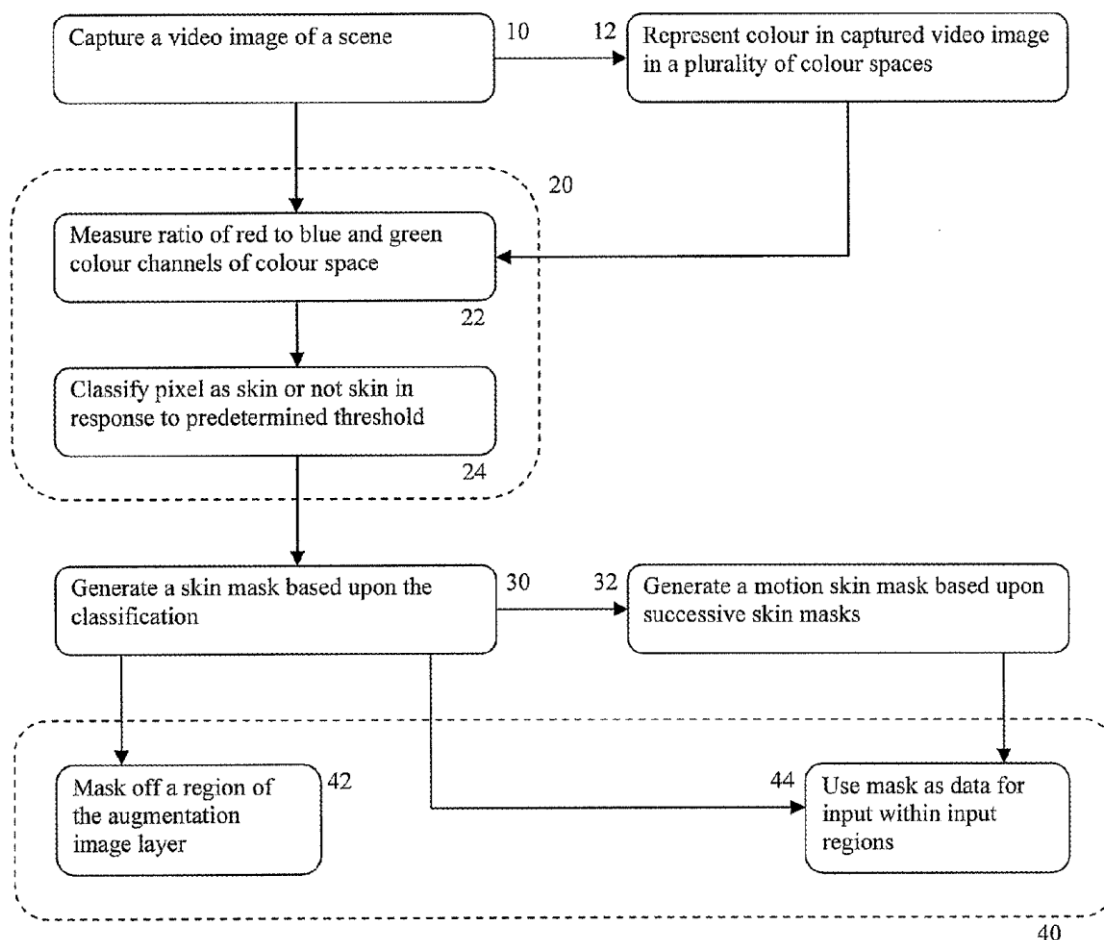 Capture a video image of a scene
10
12
Represent colour in captured video image
in a plurality of colour spaces
20
Measure ratio of red to blue and green
colour channels of colour space
22
Classify pixel as skin or not skin in
response to predetermined threshold
24
Generate a skin mask based upon the
classification
30
32
Generate a motion skin mask based upon
successive skin masks
Mask off a region of
the augmentation
image layer
42
44
Use mask as data for
input within input
regions
40